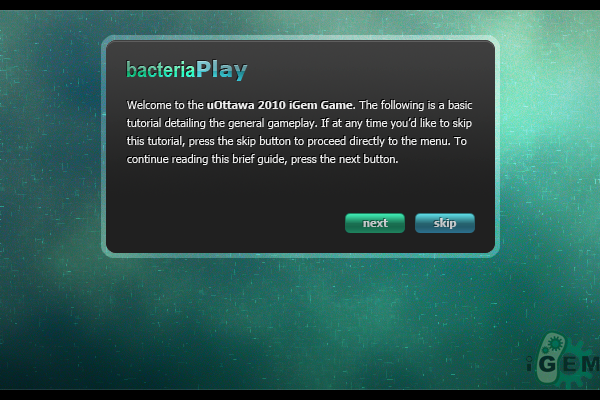 bacteriaPlay
Welcome to the uOttawa 2010 iGem Game. The following is a basic
tutorial detailing the general gameplay. If at any time you’d like to skip
this tutorial, press the skip button to proceed directly to the menu. To
continue reading this brief guide, press the next button.
next skip
iGEM